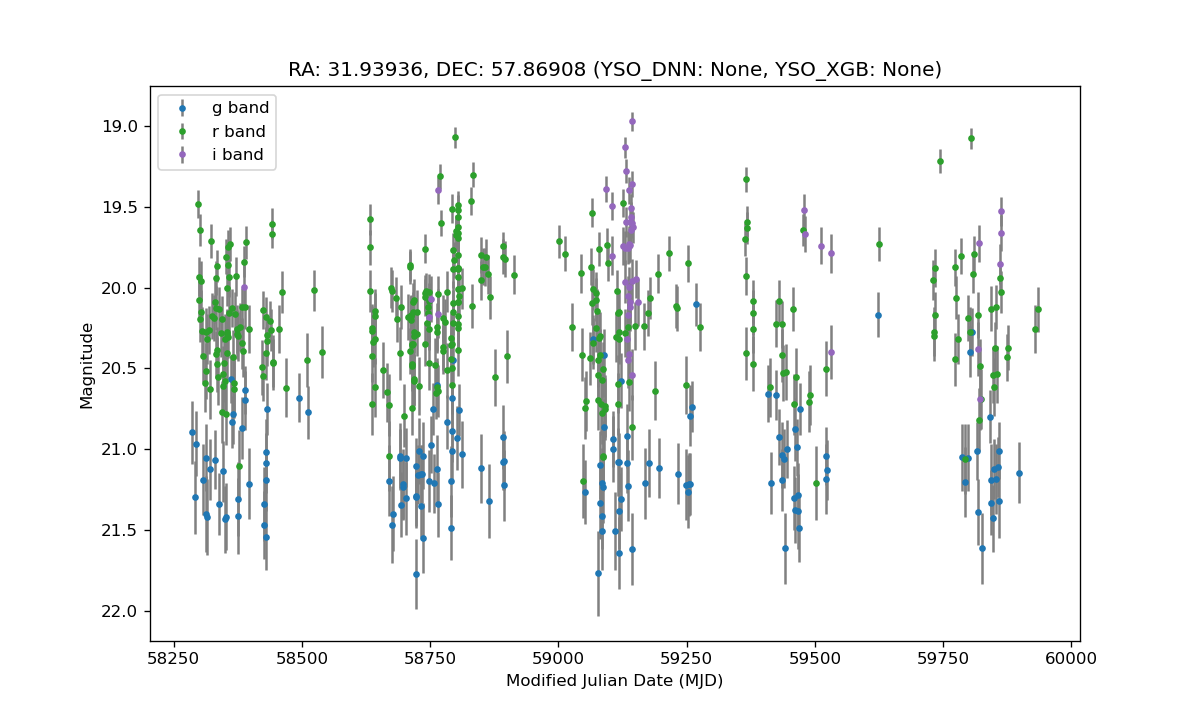 RA: 31.93936, DEC: 57.86908 (YSO_DNN: None, YSO_XGB: None)
g band
r band
i band
Magnitude
19.0
19.5
20.0
20.5
21.0
21.5
22.0
58250 58500 58750 59000 59250 59500 59750 60000
Modified Julian Date (MJD)